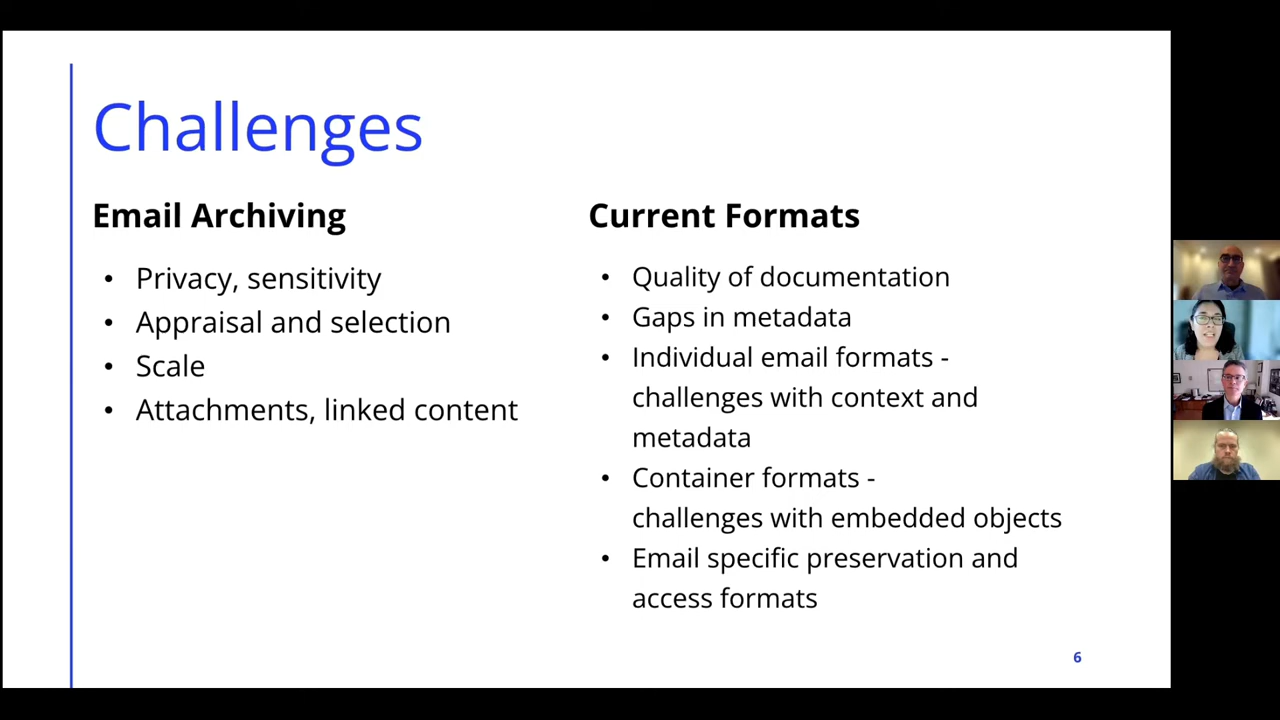 Challenges
Email Archiving
• Privacy, sensitivity
• Appraisal and selection
• Scale
• Attachments, linked content
Current Formats
• Quality of documentation
• Gaps in metadata
• Individual email formats -
challenges with context and
metadata
• Container formats -
challenges with embedded objects
• Email specific preservation and
access formats
6